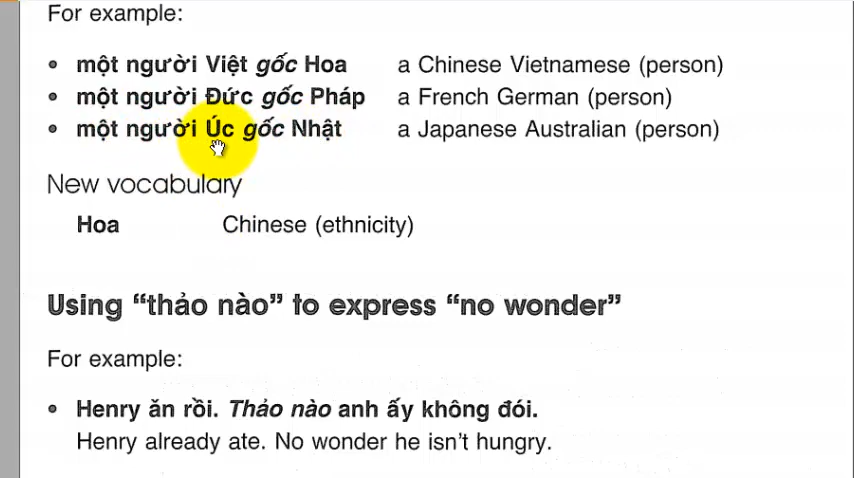 For example:
• một người Việt gốc Hoa a Chinese Vietnamese (person)
• một người Đức gốc Pháp a French German (person)
• một người Úc gốc Nhật a Japanese Australian (person)
New vocabulary
Hoa Chinese (ethnicity)
Using “thảo nào” to express “no wonder”
For example:
• Henry ăn rồi. Thảo nào anh ấy không đói.
Henry already ate. No wonder he isn’t hungry.